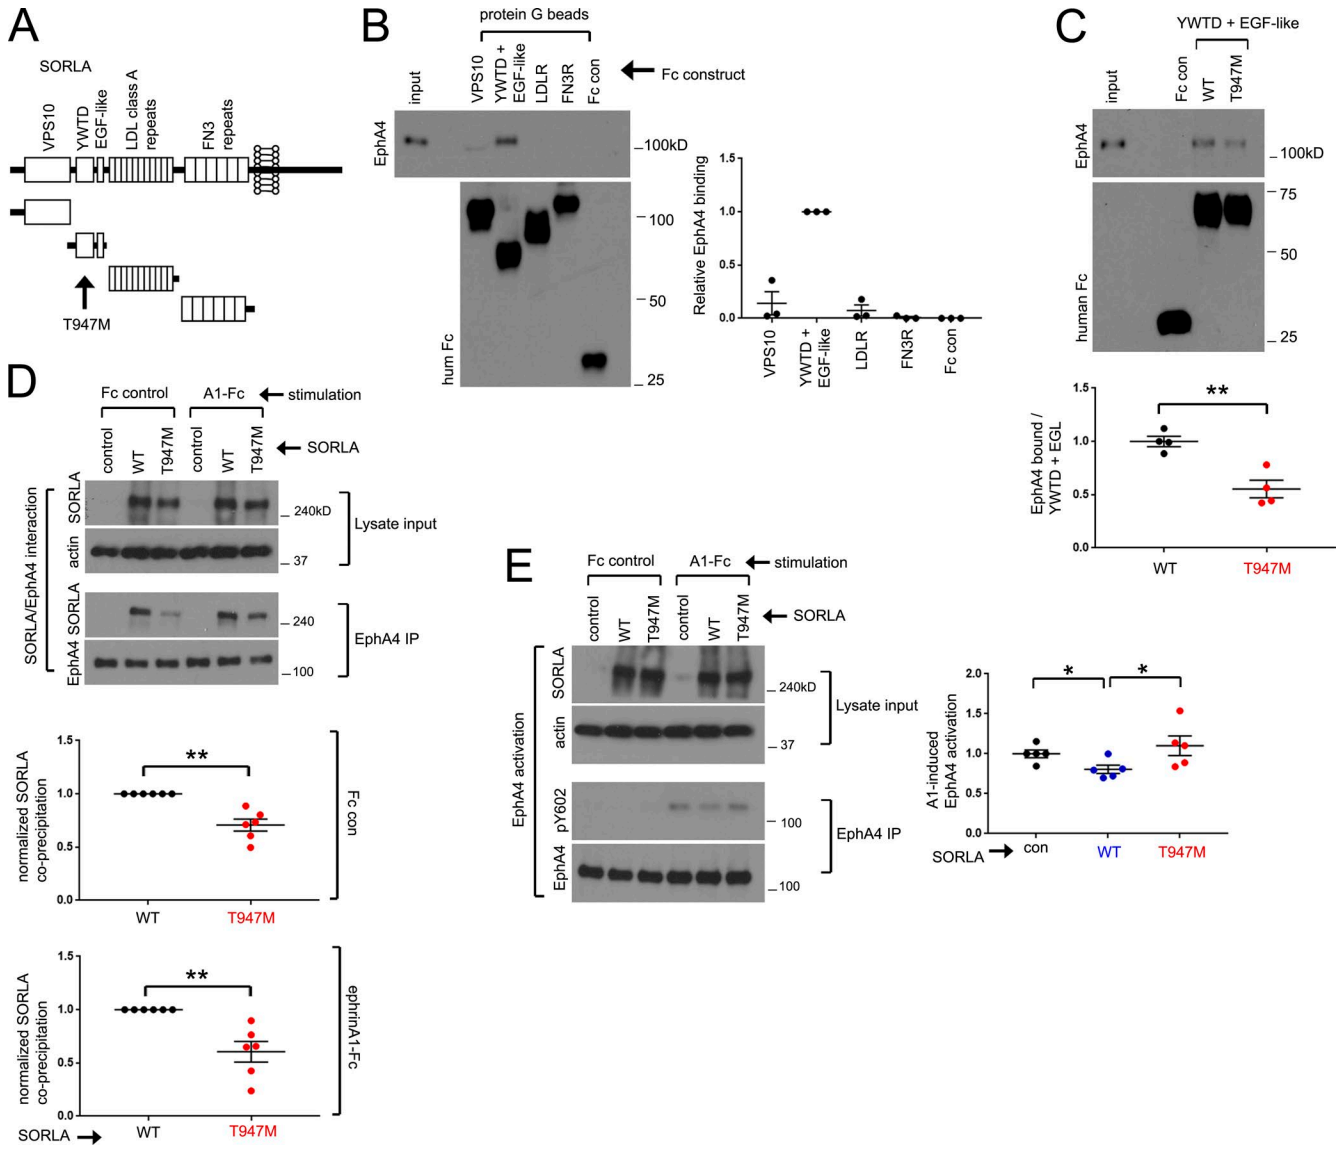 A
SORLA
VPS10
YWTD
EGF-like
LDL class A
repeats
FN3
repeats
T947M
B
protein G beads
input
VPS10
YWTD +
EGF-like
LDLR
FN3R
Fc con
Fc construct
EphA4
100kD
100
50
25
hum Fc
Relative EphA4 binding
1.5
1.0
0.5
0.0
VPS10
YWTD +
EGF-like
LDLR
FN3R
Fc con
C
YWTD + EGF-like
input
Fc con
WT
T947M
EphA4
100kD
75
50
25
human Fc
EphA4 bound /
YWTD + EGL
1.5
1.0
0.5
0.0
**
WT
T947M
D
Fc control
A1-Fc
stimulation
control
WT
T947M
control
WT
T947M
SORLA
SORLA/EphA4 interaction
SORLA
240kD
actin
37
Lysate input
SORLA
240
EphA4
100
EphA4 IP
normalized SORLA
co-precipitation
1.5
1.0
0.5
0.0
**
WT
T947M
Fc con
normalized SORLA
co-precipitation
1.5
1.0
0.5
0.0
**
SORLA
WT
T947M
ephrinA1-Fc
E
Fc control
A1-Fc
stimulation
control
WT
T947M
control
WT
T947M
SORLA
EphA4 activation
SORLA
240kD
actin
37
Lysate input
pY602
100
EphA4
100
EphA4 IP
A1-induced
EphA4 activation
2.0
1.5
1.0
0.5
0.0
*
*
SORLA
con
WT
T947M